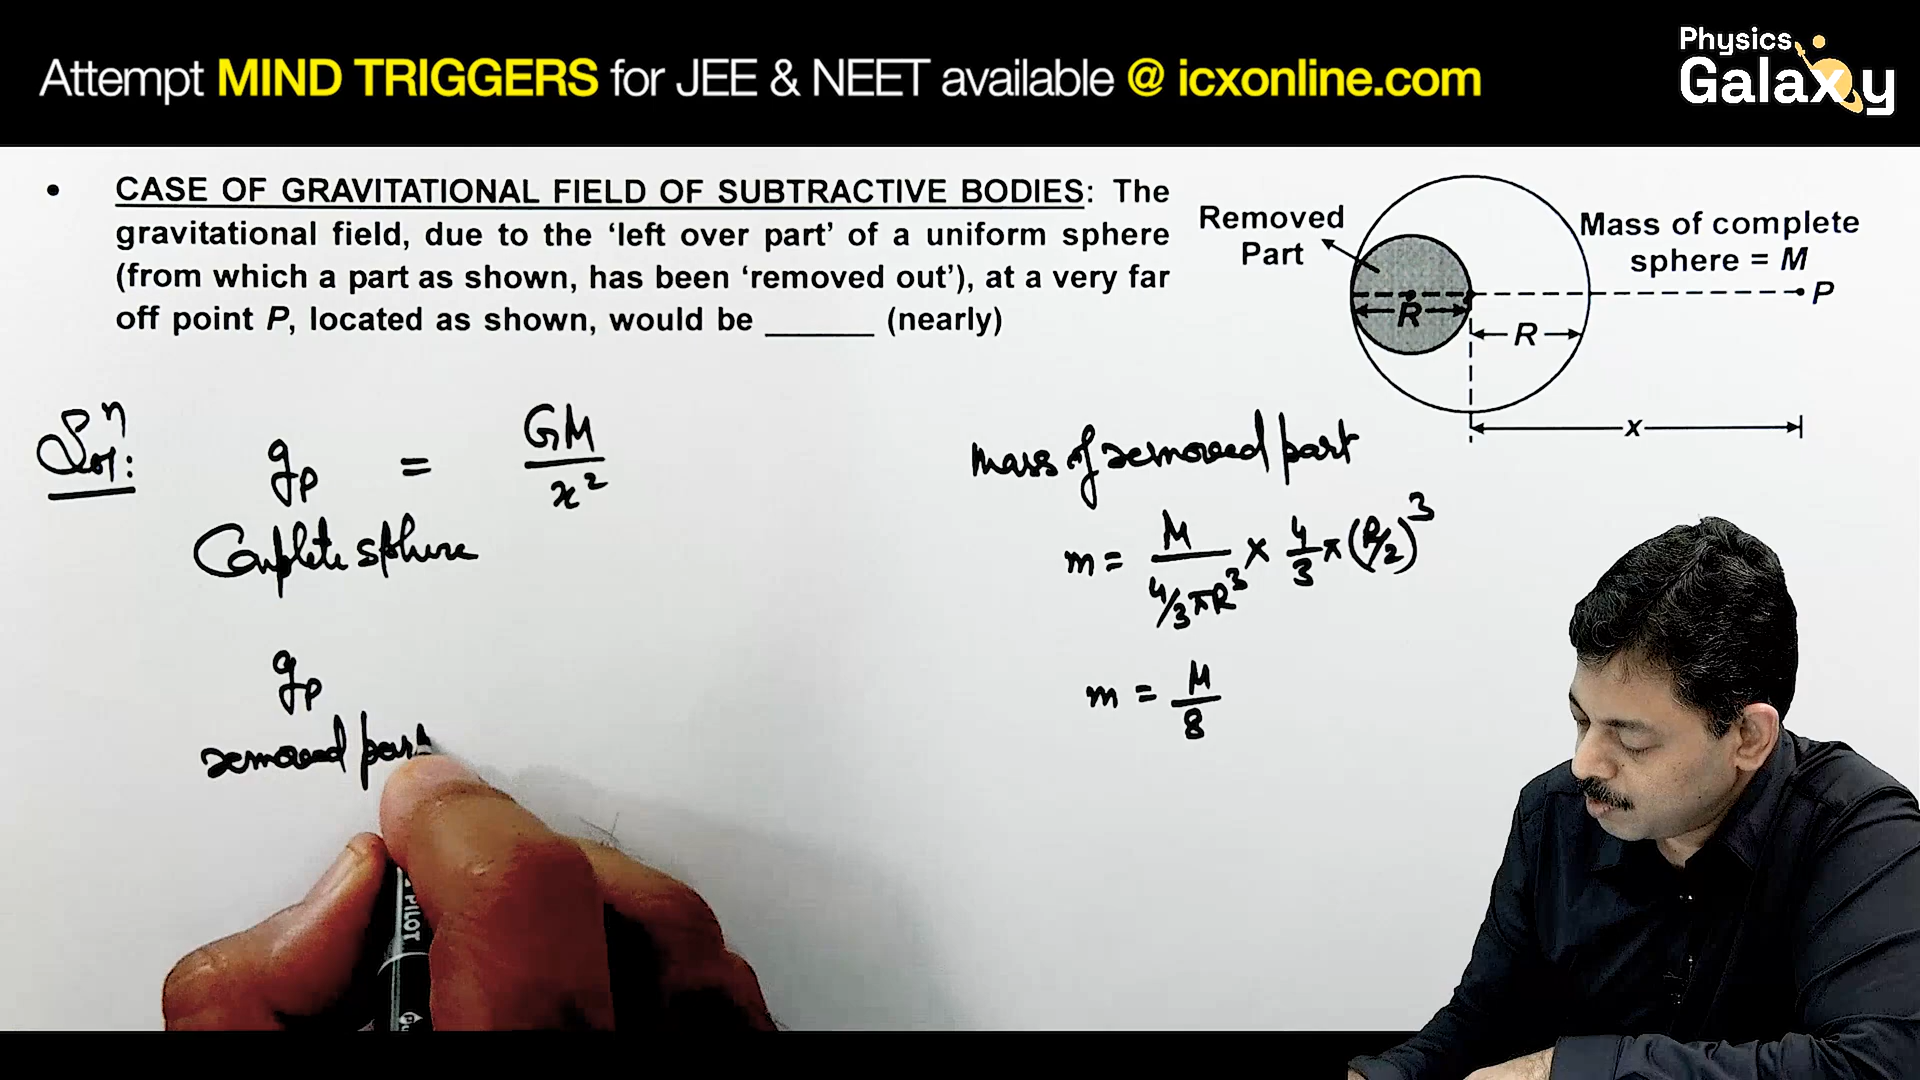 Attempt MIND TRIGGERS for JEE & NEET available @ icxonline.com
Physics
Galaxy
• CASE OF GRAVITATIONAL FIELD OF SUBTRACTIVE BODIES: The
gravitational field, due to the ‘left over part’ of a uniform sphere
(from which a part as shown, has been ‘removed out’), at a very far
off point P, located as shown, would be ______ (nearly)
Removed
Part
Mass of complete
sphere = M
P
R
R
x
Solⁿ:
gₚ = GM/x²
Complete sphere
gₚ
removed part
Mass of removed part
m = M/(4/3πR³) × 4/3 π (R/2)³
m = M/8
PILOT